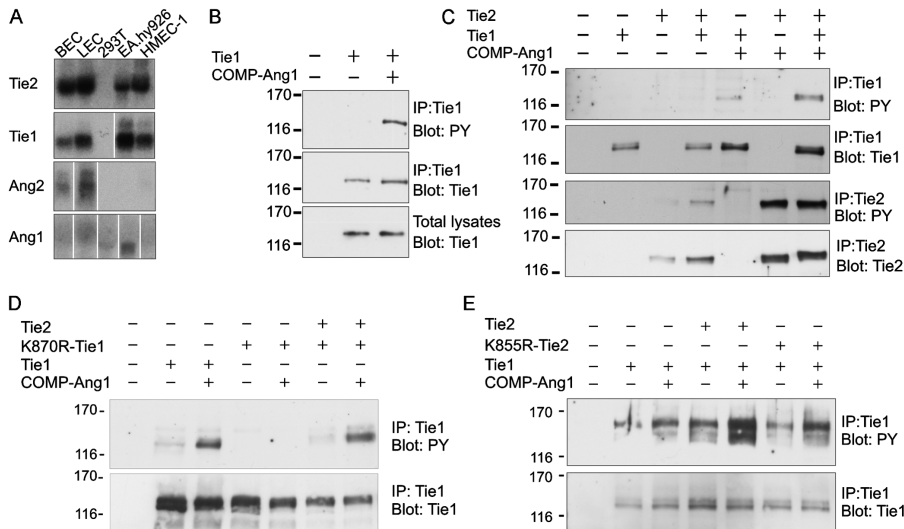 A
BEC LEC 293T EA.hy926 HMEC-1
Tie2
Tie1
Ang2
Ang1
B
Tie1 – + +
COMP-Ang1 – – +
170
116
IP:Tie1
Blot: PY
170
116
IP:Tie1
Blot: Tie1
170
116
Total lysates
Blot: Tie1
C
Tie2 – – + + – + +
Tie1 – + – + + – +
COMP-Ang1 – – – – + + +
170
116
IP:Tie1
Blot: PY
170
116
IP:Tie1
Blot: Tie1
170
116
IP:Tie2
Blot: PY
170
116
IP:Tie2
Blot: Tie2
D
Tie2 – – – – – + +
K870R-Tie1 – – – + + + +
Tie1 – + + – – – –
COMP-Ang1 – – + – + – +
170
116
IP: Tie1
Blot: PY
170
116
IP: Tie1
Blot: Tie1
E
Tie2 – – – + + – –
K855R-Tie2 – – – – – + +
Tie1 – + + + + + +
COMP-Ang1 – – + – + – +
170
116
IP:Tie1
Blot: PY
170
116
IP:Tie1
Blot: Tie1